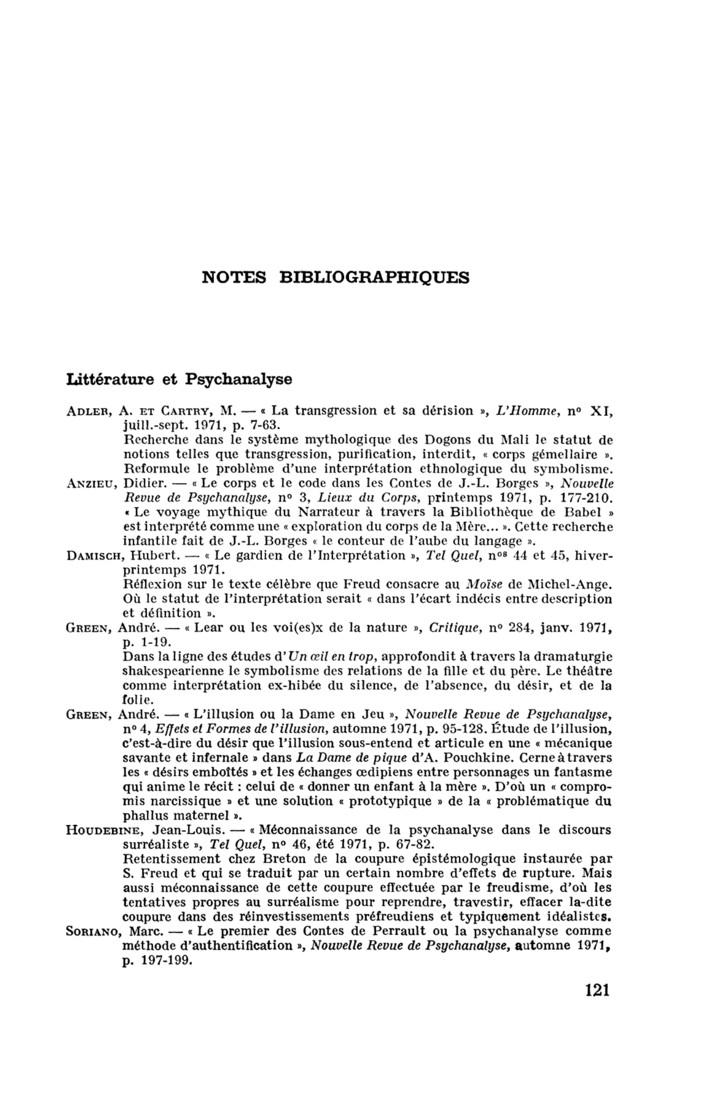 NOTES BIBLIOGRAPHIQUES
Littérature et Psychanalyse
ADLER, A. ET CARTRY, M. — « La transgression et sa dérision », L'Homme, n° XI,
juill.-sept. 1971, p. 7-63.
Recherche dans le système mythologique des Dogons du Mali le statut de
notions telles que transgression, purification, interdit, « corps gémellaire ».
Reformule le problème d'une interprétation ethnologique du symbolisme.
ANZIEU, Didier. — « Le corps et le code dans les Contes de J.-L. Borges », Nouvelle
Revue de Psychanalyse, n° 3, Lieux du Corps, printemps 1971, p. 177-210.
« Le voyage mythique du Narrateur à travers la Bibliothèque de Babel »
est interprété comme une « exploration du corps de la Mère... ». Cette recherche
infantile fait de J.-L. Borges « le conteur de l'aube du langage ».
DAMISCH, Hubert. — « Le gardien de l'Interprétation », Tel Quel, nos 44 et 45, hiver-
printemps 1971.
Réflexion sur le texte célèbre que Freud consacre au Moïse de Michel-Ange.
Où le statut de l'interprétation serait « dans l'écart indécis entre description
et définition ».
GREEN, André. — « Lear ou les voi(es)x de la nature », Critique, n° 284, janv. 1971,
p. 1-19.
Dans la ligne des études d'Un œil en trop, approfondit à travers la dramaturgie
shakespearienne le symbolisme des relations de la fille et du père. Le théâtre
comme interprétation ex-hibée du silence, de l'absence, du désir, et de la
folie.
GREEN, André. — « L'illusion ou la Dame en Jeu », Nouvelle Revue de Psychanalyse,
n° 4, Effets et Formes de l'illusion, automne 1971, p. 95-128. Étude de l'illusion,
c'est-à-dire du désir que l'illusion sous-entend et articule en une « mécanique
savante et infernale » dans La Dame de pique d'A. Pouchkine. Cerne à travers
les « désirs emboîtés » et les échanges œdipiens entre personnages un fantasme
qui anime le récit : celui de « donner un enfant à la mère ». D'où un « compro-
mis narcissique » et une solution « prototypique » de la « problématique du
phallus maternel ».
HOUDEBINE, Jean-Louis. — « Méconnaissance de la psychanalyse dans le discours
surréaliste », Tel Quel, n° 46, été 1971, p. 67-82.
Retentissement chez Breton de la coupure épistémologique instaurée par
S. Freud et qui se traduit par un certain nombre d'effets de rupture. Mais
aussi méconnaissance de cette coupure effectuée par le freudisme, d'où les
tentatives propres au surréalisme pour reprendre, travestir, effacer la-dite
coupure dans des réinvestissements préfreudiens et typiquement idéalistes.
SORIANO, Marc. — « Le premier des Contes de Perrault ou la psychanalyse comme
méthode d'authentification », Nouvelle Revue de Psychanalyse, automne 1971,
p. 197-199.
121